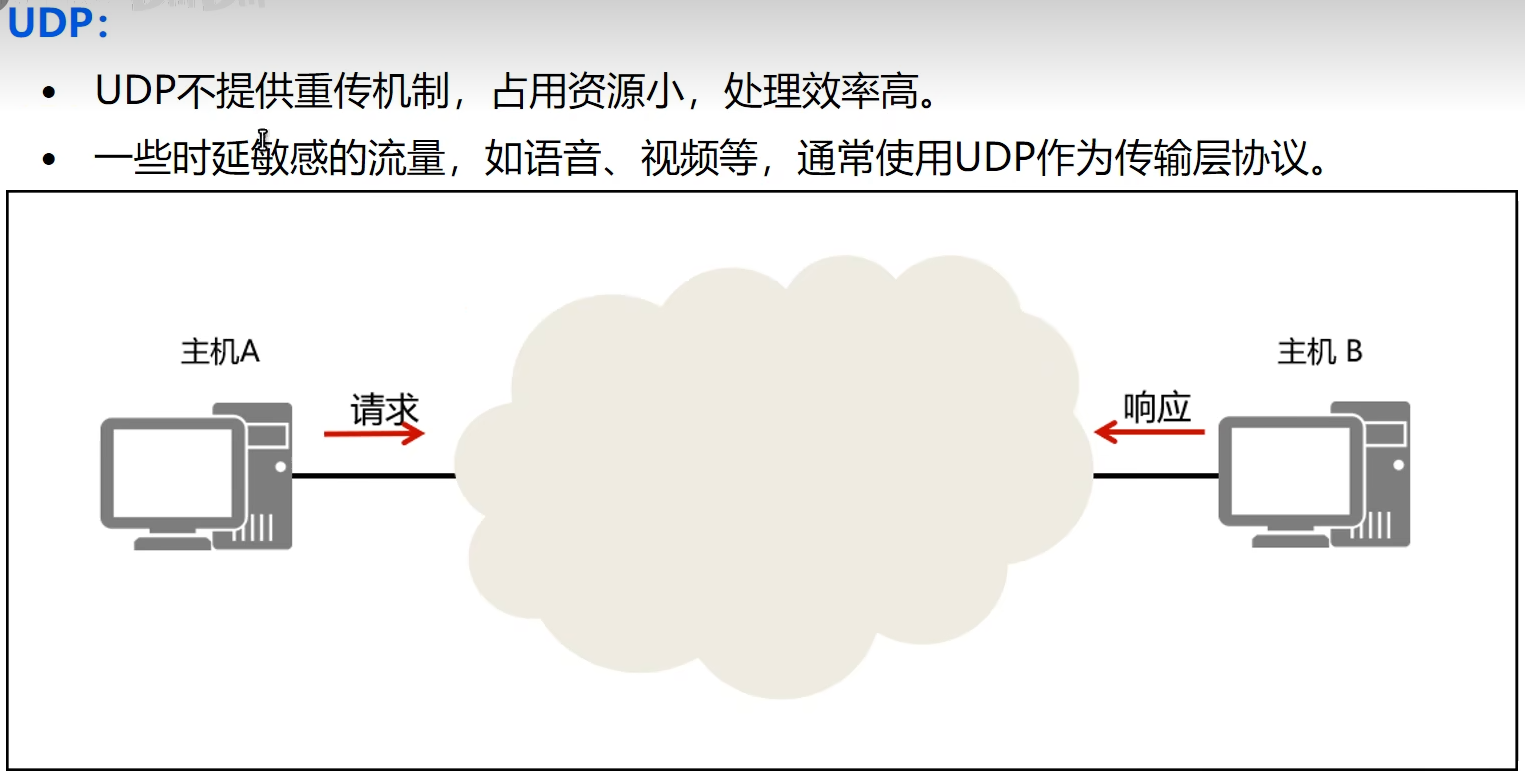 UDP：
• UDP不提供重传机制，占用资源小，处理效率高。
• 一些时延敏感的流量，如语音、视频等，通常使用UDP作为传输层协议。
主机A
主机 B
请求
响应